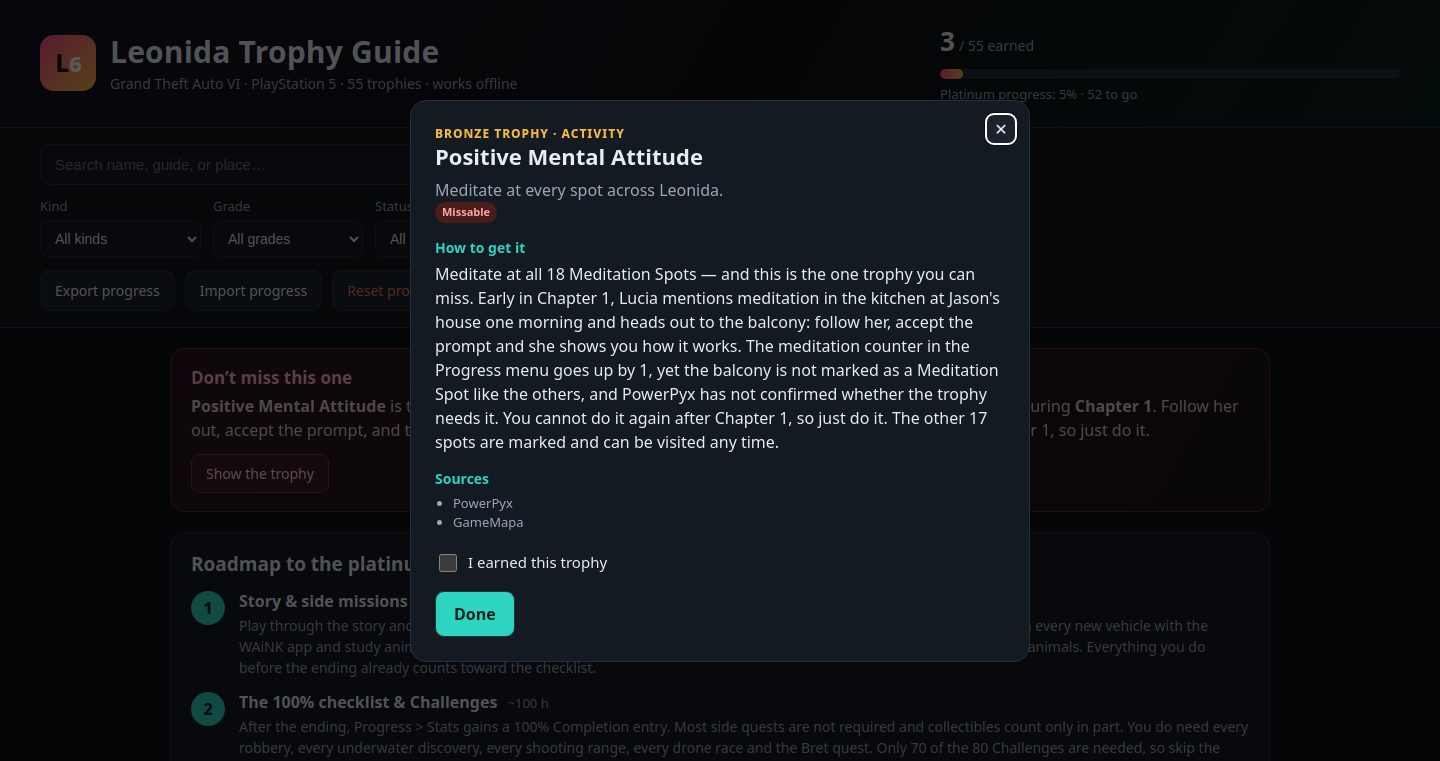 L6
Leonida Trophy Guide
Grand Theft Auto VI · PlayStation 5 · 55 trophies · works offline
3 / 55 earned
Platinum progress: 5% · 52 to go
Search name, guide, or place…
Kind
Grade
Status
All kinds
All grades
All
Export progress
Import progress
Reset pro
BRONZE TROPHY · ACTIVITY
×
Positive Mental Attitude
Meditate at every spot across Leonida.
Missable
How to get it
Meditate at all 18 Meditation Spots — and this is the one trophy you can
miss. Early in Chapter 1, Lucia mentions meditation in the kitchen at Jason's
house one morning and heads out to the balcony: follow her, accept the
prompt and she shows you how it works. The meditation counter in the
Progress menu goes up by 1, yet the balcony is not marked as a Meditation
Spot like the others, and PowerPyx has not confirmed whether the trophy
needs it. You cannot do it again after Chapter 1, so just do it. The other 17
spots are marked and can be visited any time.
Sources
PowerPyx
GameMapa
I earned this trophy
Done
Don’t miss this one
Positive Mental Attitude is t uring Chapter 1. Follow her
out, accept the prompt, and t r 1, so just do it.
Show the trophy
Roadmap to the platinu
1
Story & side missions
Play through the story and every new vehicle with the
WAiNK app and study anim animals. Everything you do
before the ending already counts toward the checklist.
2
The 100% checklist & Challenges ~100 h
After the ending, Progress > Stats gains a 100% Completion entry. Most side quests are not required and collectibles count only in part. You do need every
robbery, every underwater discovery, every shooting range, every drone race and the Bret quest. Only 70 of the 80 Challenges are needed, so skip the